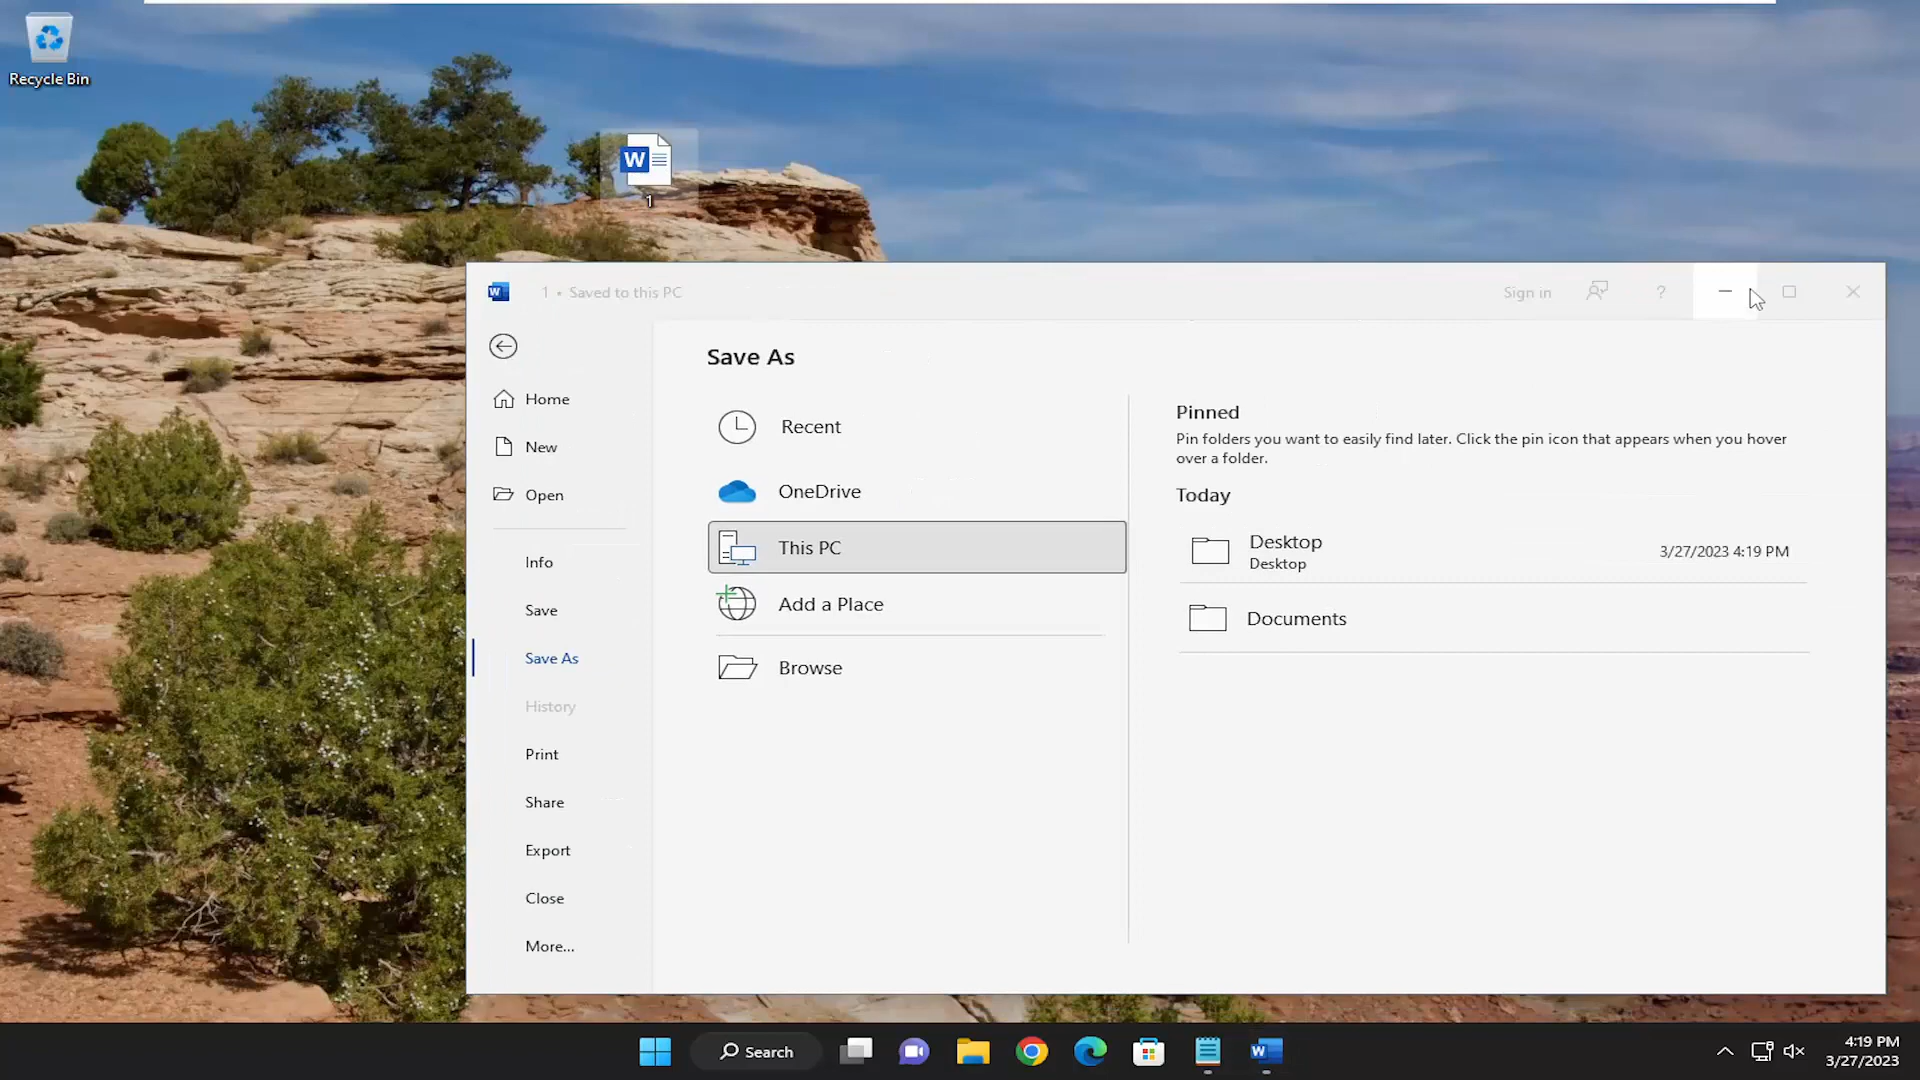 Recycle Bin
W
1
W
1 • Saved to this PC
Sign in
?
Save As
Home
New
Open
Info
Save
Save As
History
Print
Share
Export
Close
More...
Recent
OneDrive
This PC
Add a Place
Browse
Pinned
Pin folders you want to easily find later. Click the pin icon that appears when you hover
over a folder.
Today
Desktop
Desktop
3/27/2023 4:19 PM
Documents
Search
W
4:19 PM
3/27/2023